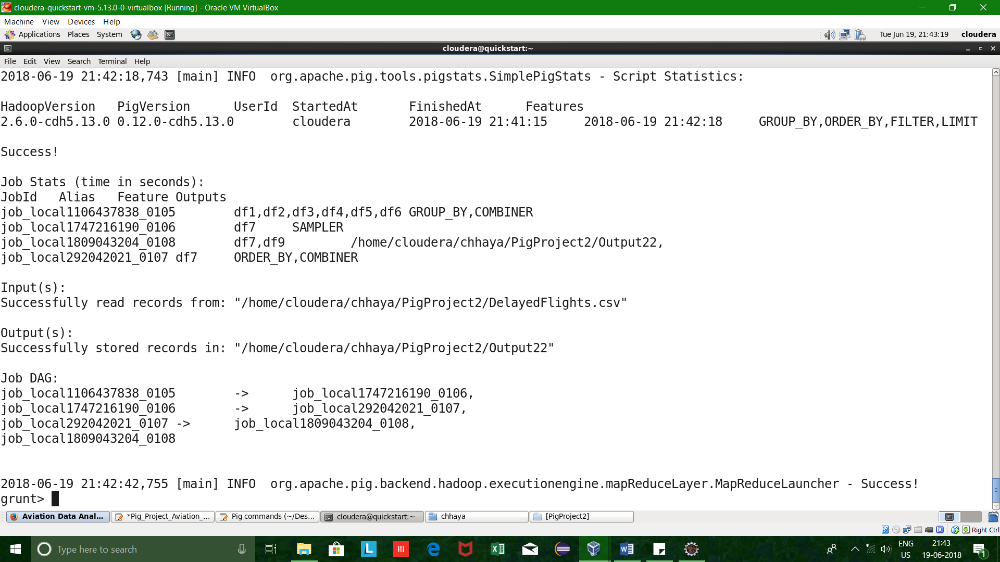 cloudera-quickstart-vm-5.13.0-0-virtualbox [Running] - Oracle VM VirtualBox
Machine View Devices Help
Applications Places System Tue Jun 19, 21:43:19 cloudera
cloudera@quickstart:~
File Edit View Search Terminal Help
2018-06-19 21:42:18,743 [main] INFO  org.apache.pig.tools.pigstats.SimplePigStats - Script Statistics:
HadoopVersion PigVersion UserId StartedAt FinishedAt Features
2.6.0-cdh5.13.0 0.12.0-cdh5.13.0 cloudera 2018-06-19 21:41:15 2018-06-19 21:42:18 GROUP_BY,ORDER_BY,FILTER,LIMIT
Success!
Job Stats (time in seconds):
JobId Alias Feature Outputs
job_local1106437838_0105 df1,df2,df3,df4,df5,df6 GROUP_BY,COMBINER
job_local1747216190_0106 df7 SAMPLER
job_local1809043204_0108 df7,df9 /home/cloudera/chhaya/PigProject2/Output22,
job_local292042021_0107 df7 ORDER_BY,COMBINER
Input(s):
Successfully read records from: "/home/cloudera/chhaya/PigProject2/DelayedFlights.csv"
Output(s):
Successfully stored records in: "/home/cloudera/chhaya/PigProject2/Output22"
Job DAG:
job_local1106437838_0105 -> job_local1747216190_0106,
job_local1747216190_0106 -> job_local292042021_0107,
job_local292042021_0107 -> job_local1809043204_0108,
job_local1809043204_0108
2018-06-19 21:42:42,755 [main] INFO  org.apache.pig.backend.hadoop.executionengine.mapReduceLayer.MapReduceLauncher - Success!
grunt>
Aviation Data Anal... *Pig_Project_Aviation_... Pig commands (~/Des... cloudera@quickstart:~ chhaya [PigProject2]
Right Ctrl
Type here to search
L
ENG 21:43
US 19-06-2018
1